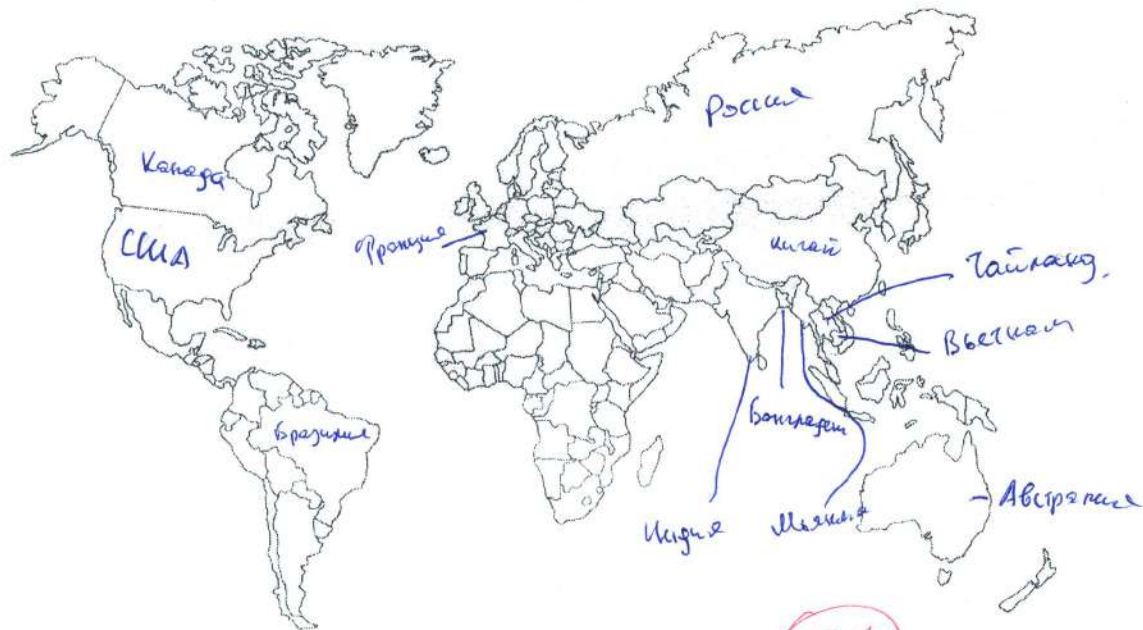 Россия
Канада
США
Франция
Китай
Тайланд.
Вьетнам
Бразилия
Бангладеш
Индия
Мьянма
Австралия